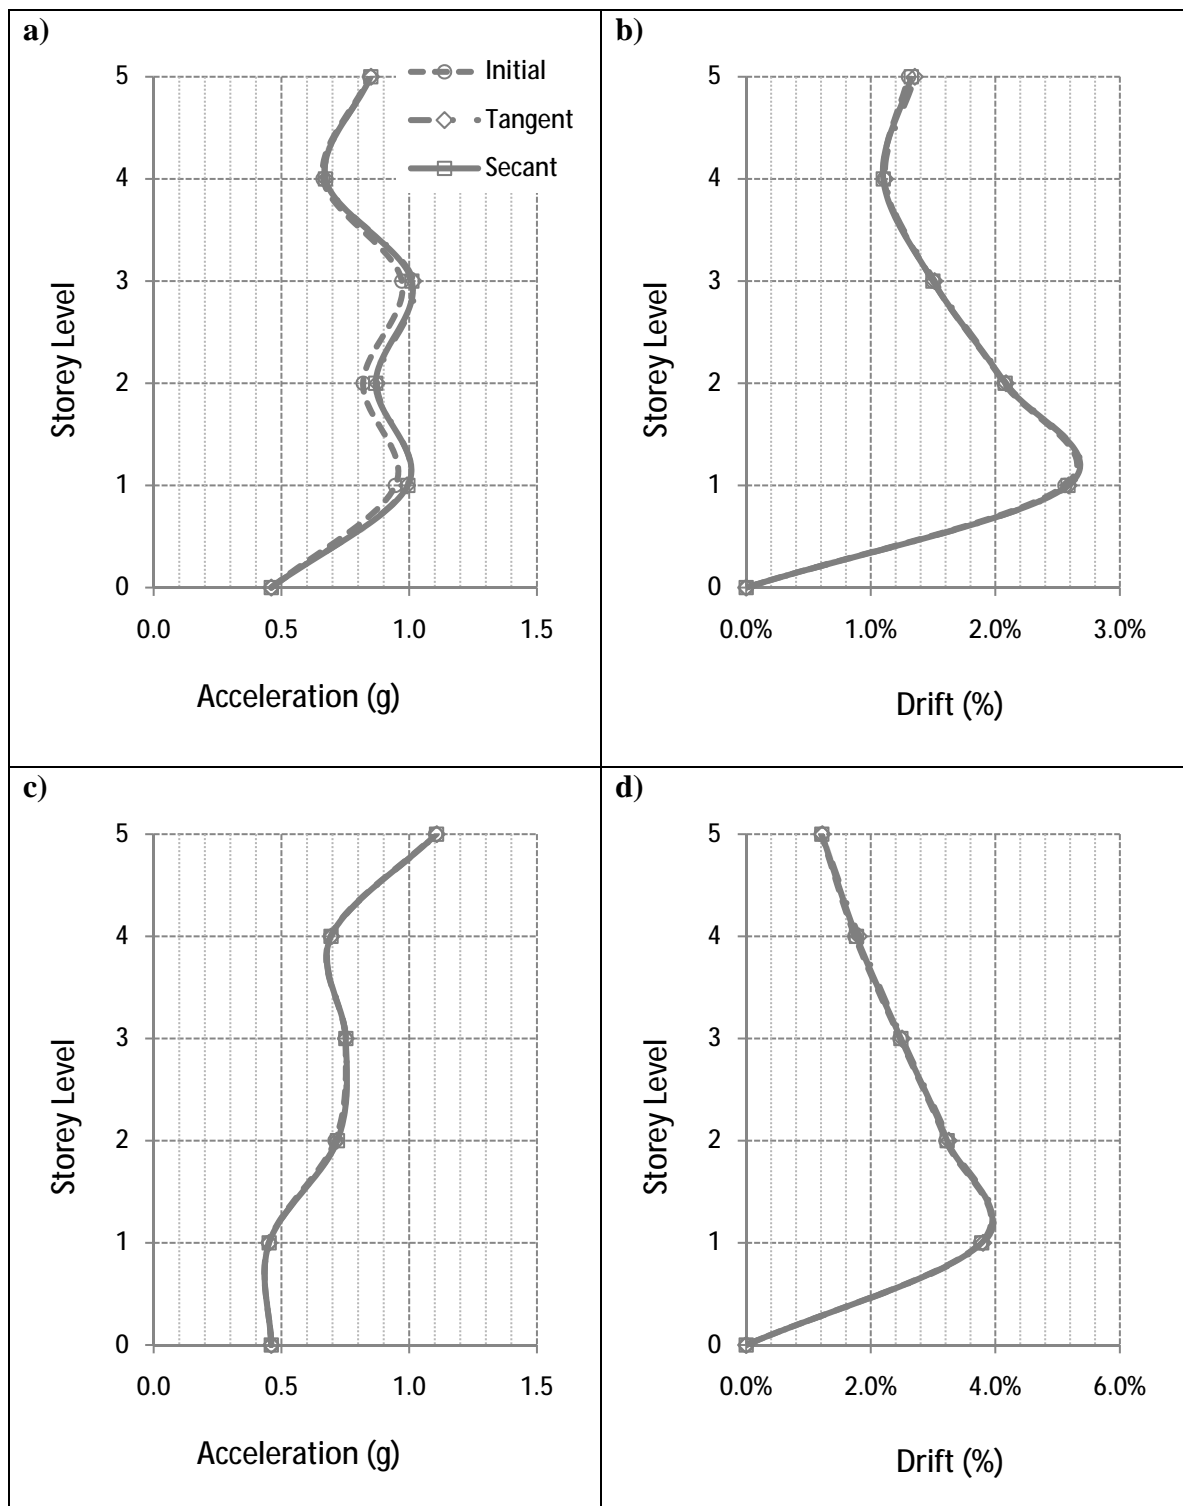 a)
5
4
3
2
1
0
Storey Level
0.0 0.5 1.0 1.5
Acceleration (g)
Initial
Tangent
Secant
b)
5
4
3
2
1
0
Storey Level
0.0% 1.0% 2.0% 3.0%
Drift (%)
c)
5
4
3
2
1
0
Storey Level
0.0 0.5 1.0 1.5
Acceleration (g)
d)
5
4
3
2
1
0
Storey Level
0.0% 2.0% 4.0% 6.0%
Drift (%)